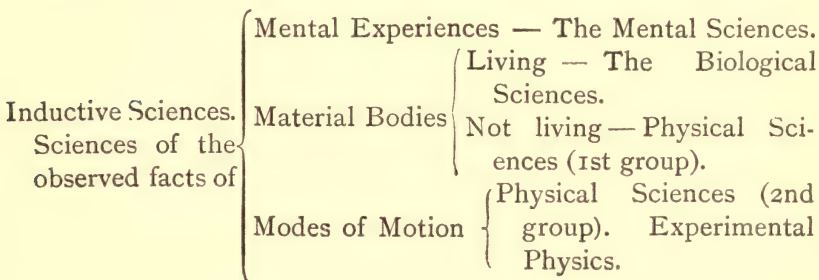 Mental Experiences — The Mental Sciences.
Inductive Sciences.
Sciences of the
observed facts of
Material Bodies
Living — The Biological
Sciences.
Not living — Physical Sci-
ences (1st group).
Modes of Motion
Physical Sciences (2nd
group). Experimental
Physics.